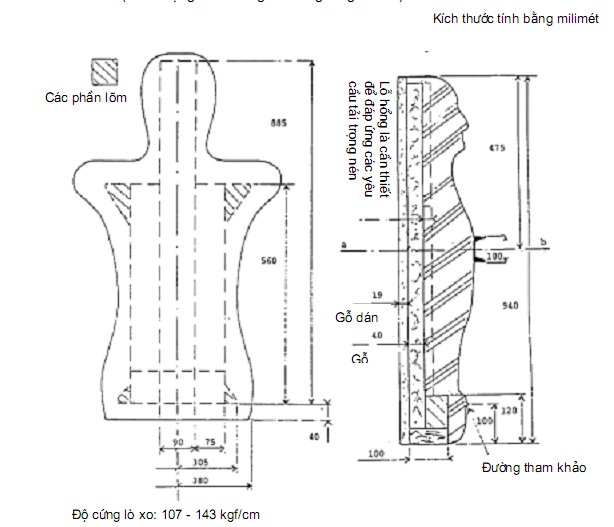 Kích thước tính bằng milimét
Các phần lõm
Lỗ hổng là cần thiết
để đáp ứng các yêu
cầu tải trọng nén
885
475
a
b
560
100
19
940
Gỗ dán
40
Gỗ
120
100
40
90
75
100
305
380
Đường tham khảo
Độ cứng lò xo: 107 - 143 kgf/cm